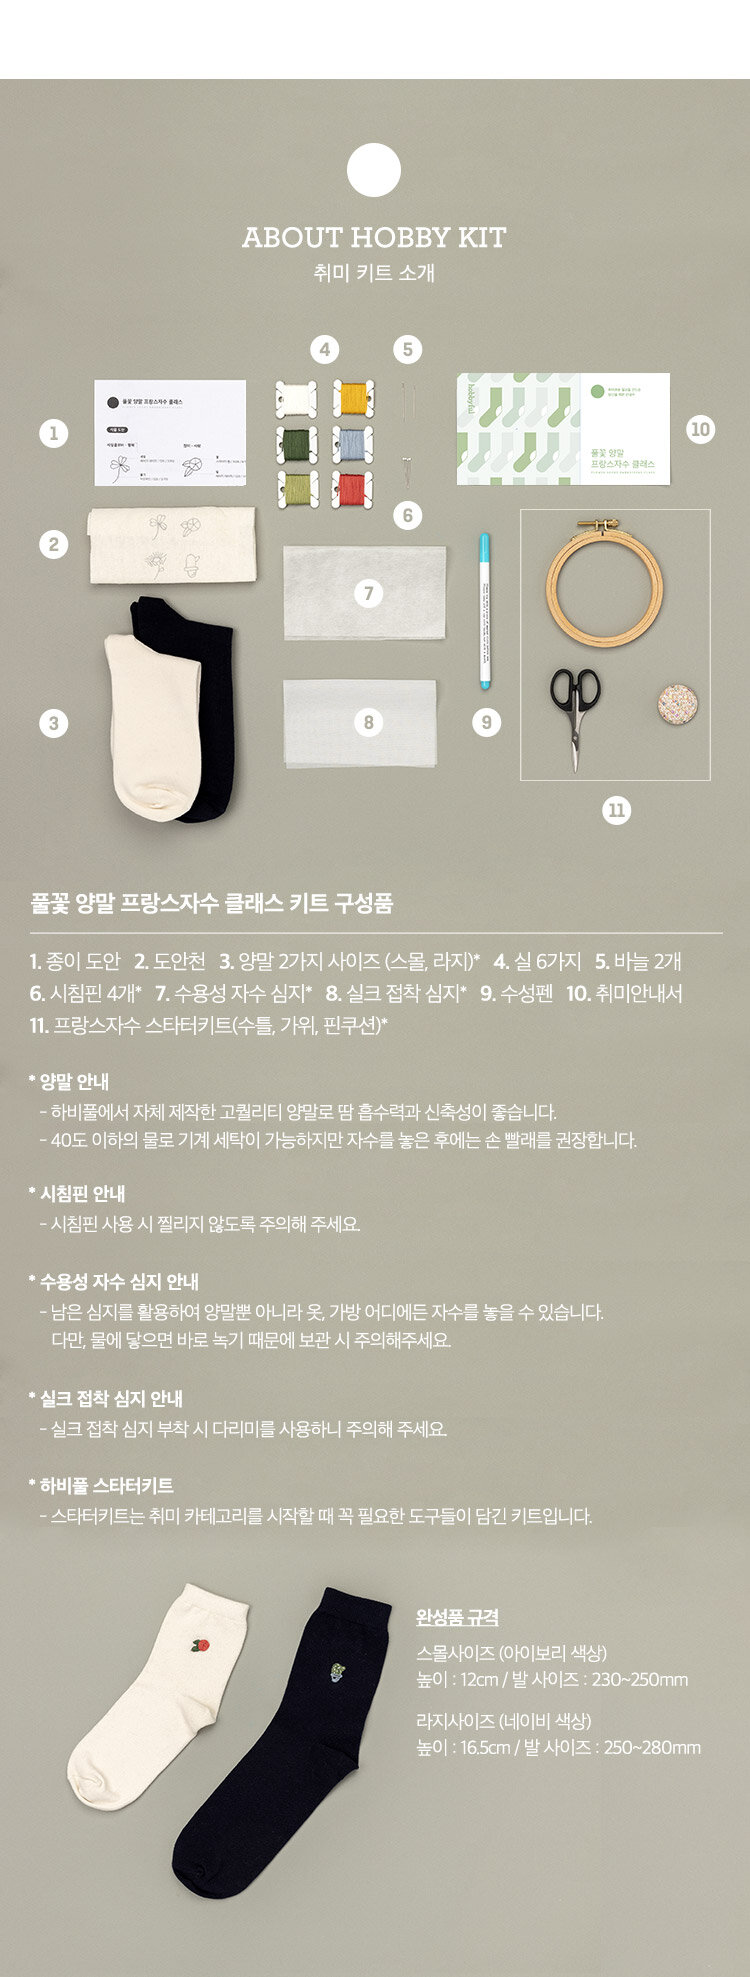 ABOUT HOBBY KIT
취미 키트 소개
4
5
1
풀꽃 양말 프랑스자수 클래스
hobbyful
풀꽃 양말
프랑스자수 클래스
10
6
2
7
3
8
9
11
풀꽃 양말 프랑스자수 클래스 키트 구성품
1. 종이 도안 2. 도안천 3. 양말 2가지 사이즈 (스몰, 라지)* 4. 실 6가지 5. 바늘 2개
6. 시침핀 4개* 7. 수용성 자수 심지* 8. 실크 접착 심지* 9. 수성펜 10. 취미안내서
11. 프랑스자수 스타터키트(수틀, 가위, 핀쿠션)*
* 양말 안내
- 하비풀에서 자체 제작한 고퀄리티 양말로 땀 흡수력과 신축성이 좋습니다.
- 40도 이하의 물로 기계 세탁이 가능하지만 자수를 놓은 후에는 손 빨래를 권장합니다.
* 시침핀 안내
- 시침핀 사용 시 찔리지 않도록 주의해 주세요.
* 수용성 자수 심지 안내
- 남은 심지를 활용하여 양말뿐 아니라 옷, 가방 어디에든 자수를 놓을 수 있습니다.
다만, 물에 닿으면 바로 녹기 때문에 보관 시 주의해주세요.
* 실크 접착 심지 안내
- 실크 접착 심지 부착 시 다리미를 사용하니 주의해 주세요.
* 하비풀 스타터키트
- 스타터키트는 취미 카테고리를 시작할 때 꼭 필요한 도구들이 담긴 키트입니다.
완성품 규격
스몰사이즈 (아이보리 색상)
높이 : 12cm / 발 사이즈 : 230~250mm
라지사이즈 (네이비 색상)
높이 : 16.5cm / 발 사이즈 : 250~280mm